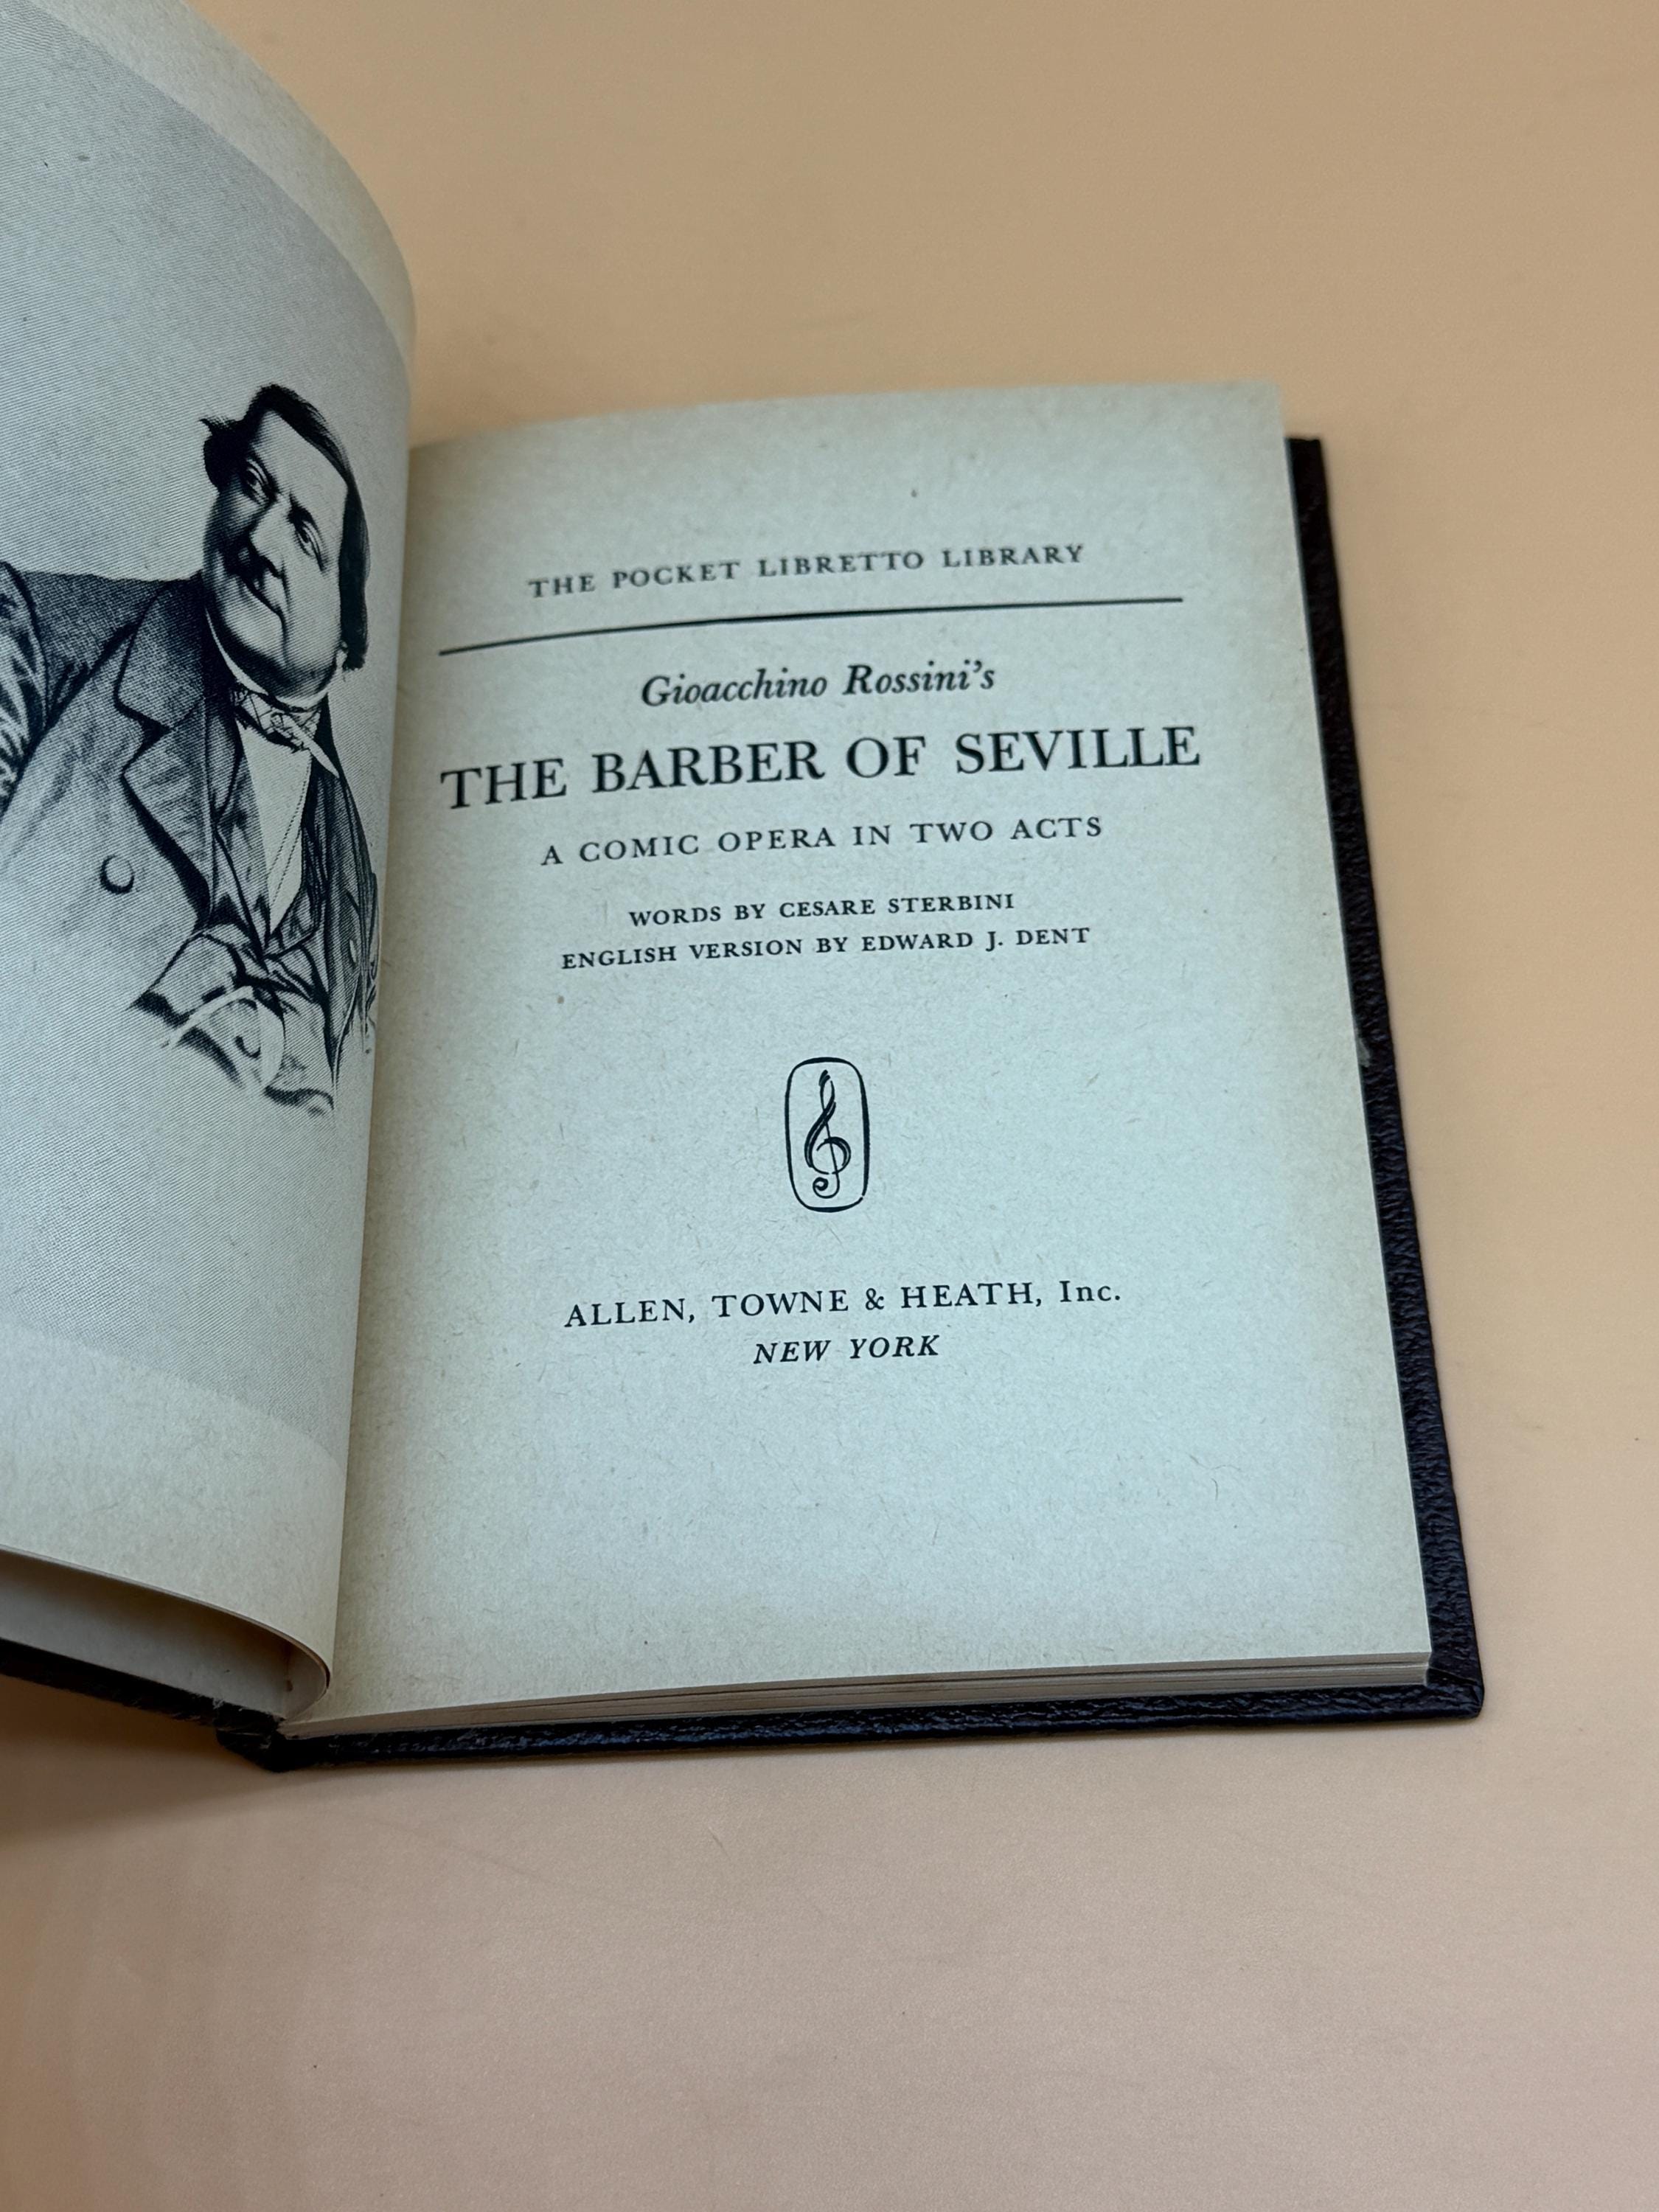 THE POCKET LIBRETTO LIBRARY
Gioacchino Rossini's
THE BARBER OF SEVILLE
A COMIC OPERA IN TWO ACTS
WORDS BY CESARE STERBINI
ENGLISH VERSION BY EDWARD J. DENT
ALLEN, TOWNE & HEATH, Inc.
NEW YORK